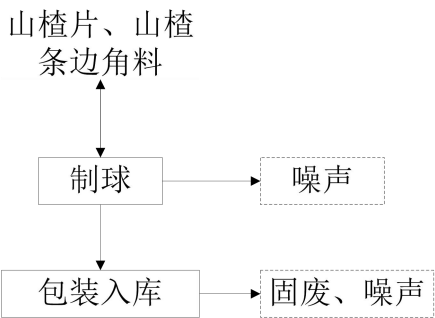 山楂片、山楂
条边角料
制球
噪声
包装入库
固废、噪声